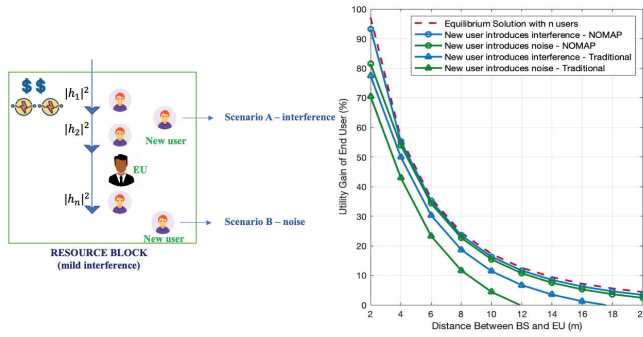 $ $
|h₁|²
|h₂|²
|hₙ|²
New user
EU
New user
Scenario A – interference
Scenario B – noise
RESOURCE BLOCK
(mild interference)
Utility Gain of End User (%)
100
90
80
70
60
50
40
30
20
10
0
Equilibrium Solution with n users
New user introduces interference - NOMAP
New user introduces noise - NOMAP
New user introduces interference - Traditional
New user introduces noise - Traditional
2 4 6 8 10 12 14 16 18
Distance Between BS and EU (m)